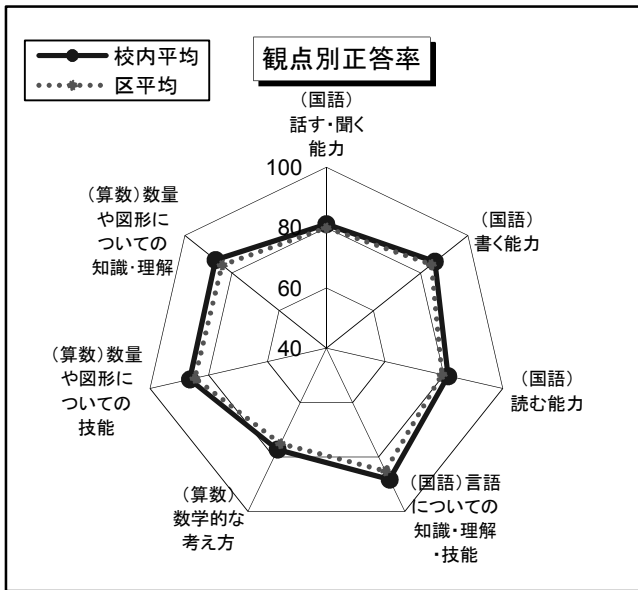 校内平均
区平均
観点別正答率
（国語）
話す・聞く
能力
100
80
60
40
（国語）
書く能力
（国語）
読む能力
（国語）言語
についての
知識・理解
・技能
（算数）
数学的な
考え方
（算数）数量
や図形に
ついての
技能
（算数）数量
や図形に
ついての
知識・理解